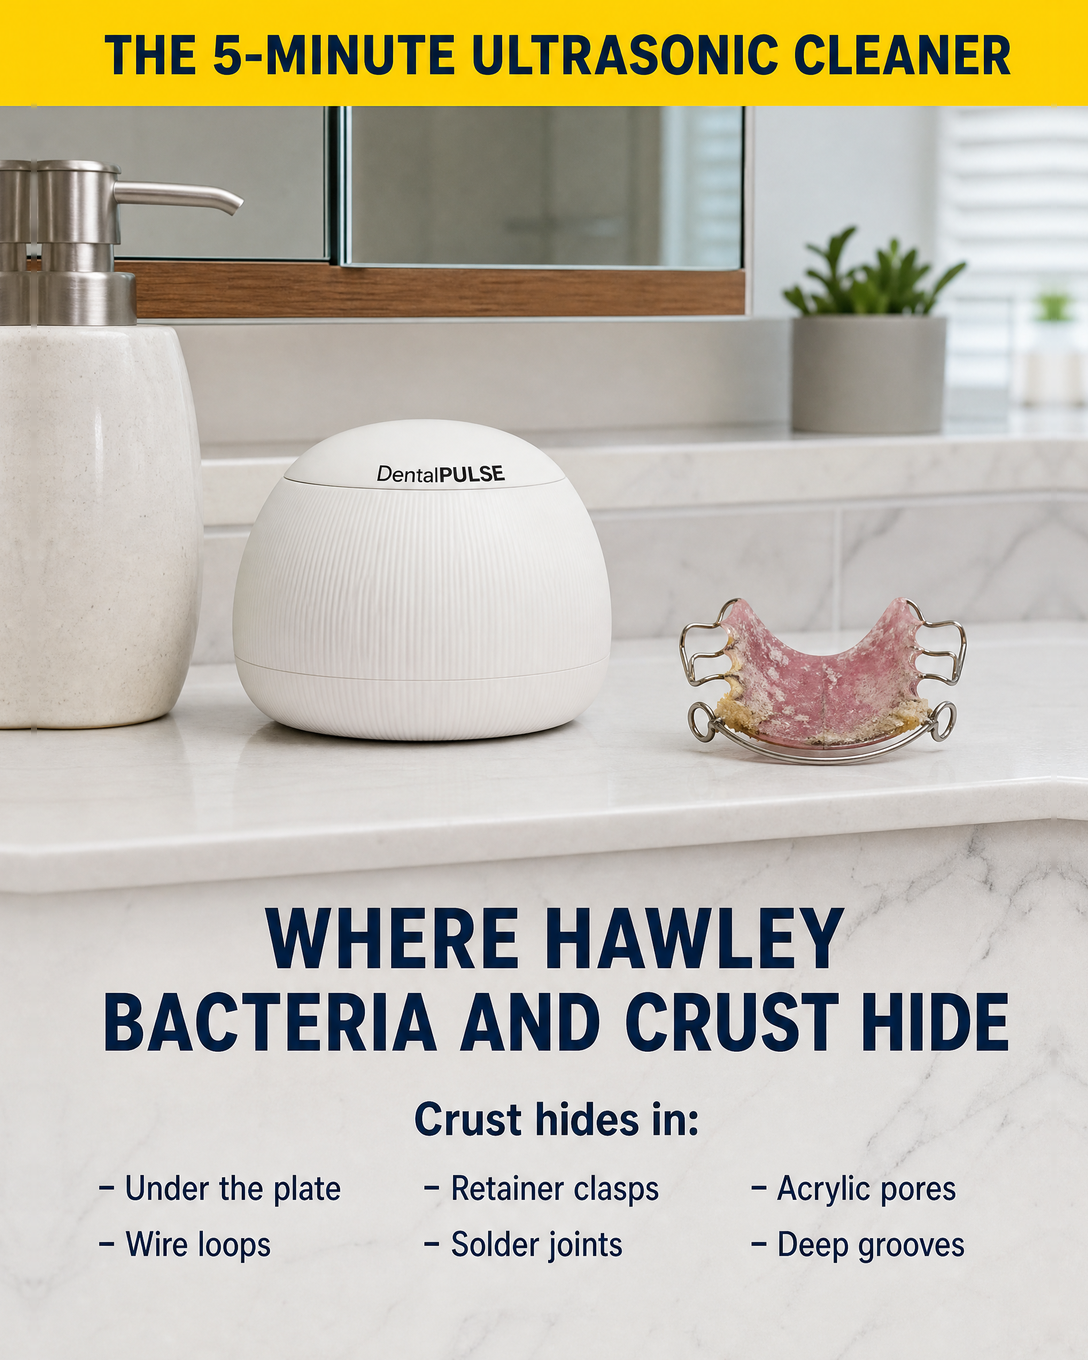 THE 5-MINUTE ULTRASONIC CLEANER
DentalPULSE
WHERE HAWLEY
BACTERIA AND CRUST HIDE
Crust hides in:
– Under the plate
– Retainer clasps
– Acrylic pores
– Wire loops
– Solder joints
– Deep grooves